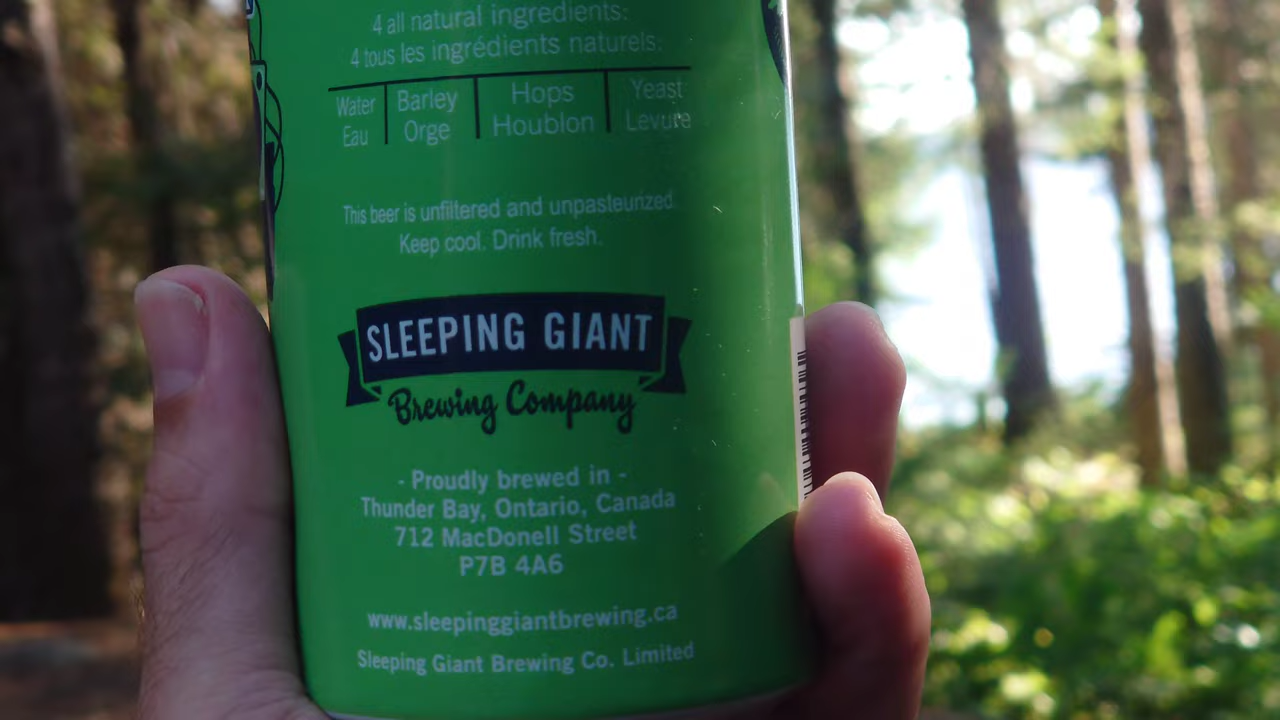 4 all natural ingredients:
4 tous les ingrédients naturels:
Water Barley Hops Yeast
Eau Orge Houblon Levure
This beer is unfiltered and unpasteurized.
Keep cool. Drink fresh.
SLEEPING GIANT
Brewing Company
- Proudly brewed in -
Thunder Bay, Ontario, Canada
712 MacDonell Street
P7B 4A6
www.sleepinggiantbrewing.ca
Sleeping Giant Brewing Co. Limited